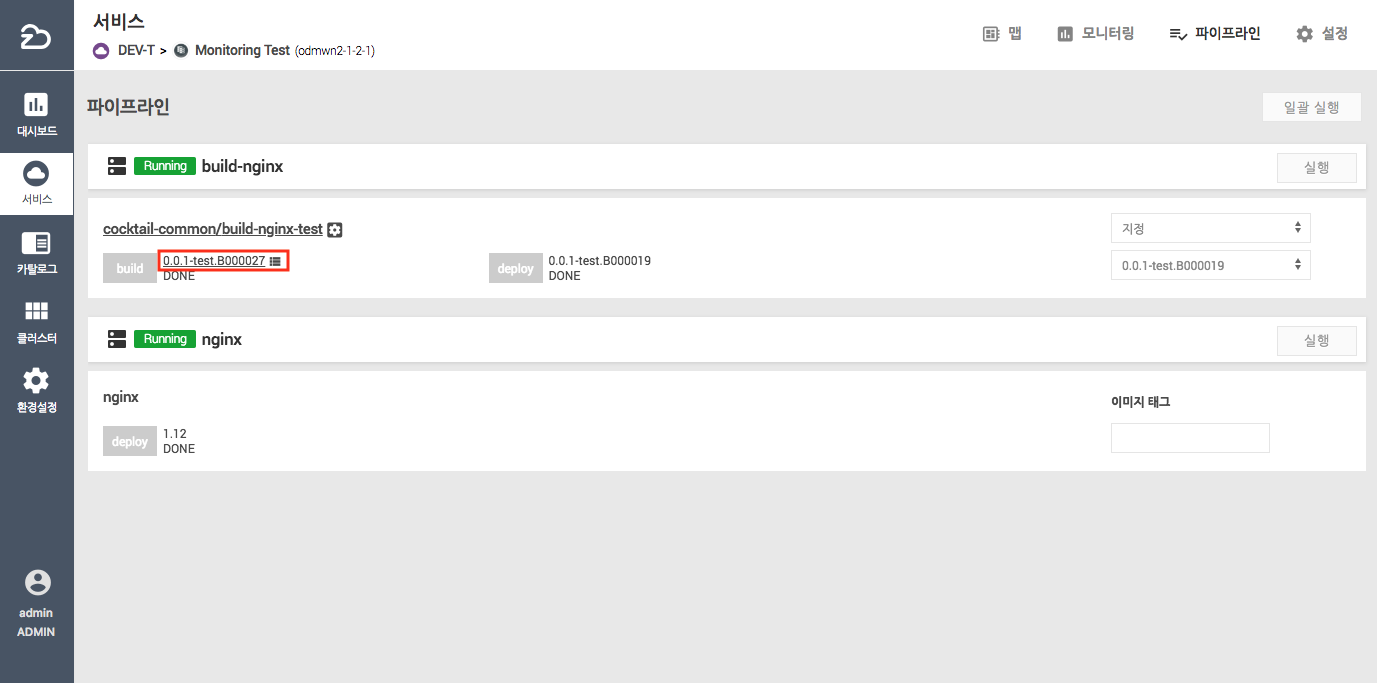 서비스
DEV-T > Monitoring Test (odmwn2-1-2-1)
맵
모니터링
파이프라인
설정
대시보드
서비스
카탈로그
클러스터
환경설정
admin
ADMIN
파이프라인
일괄 실행
Running build-nginx
실행
cocktail-common/build-nginx-test
지정
build
0.0.1-test.B000027
DONE
deploy
0.0.1-test.B000019
DONE
0.0.1-test.B000019
Running nginx
실행
nginx
이미지 태그
deploy
1.12
DONE